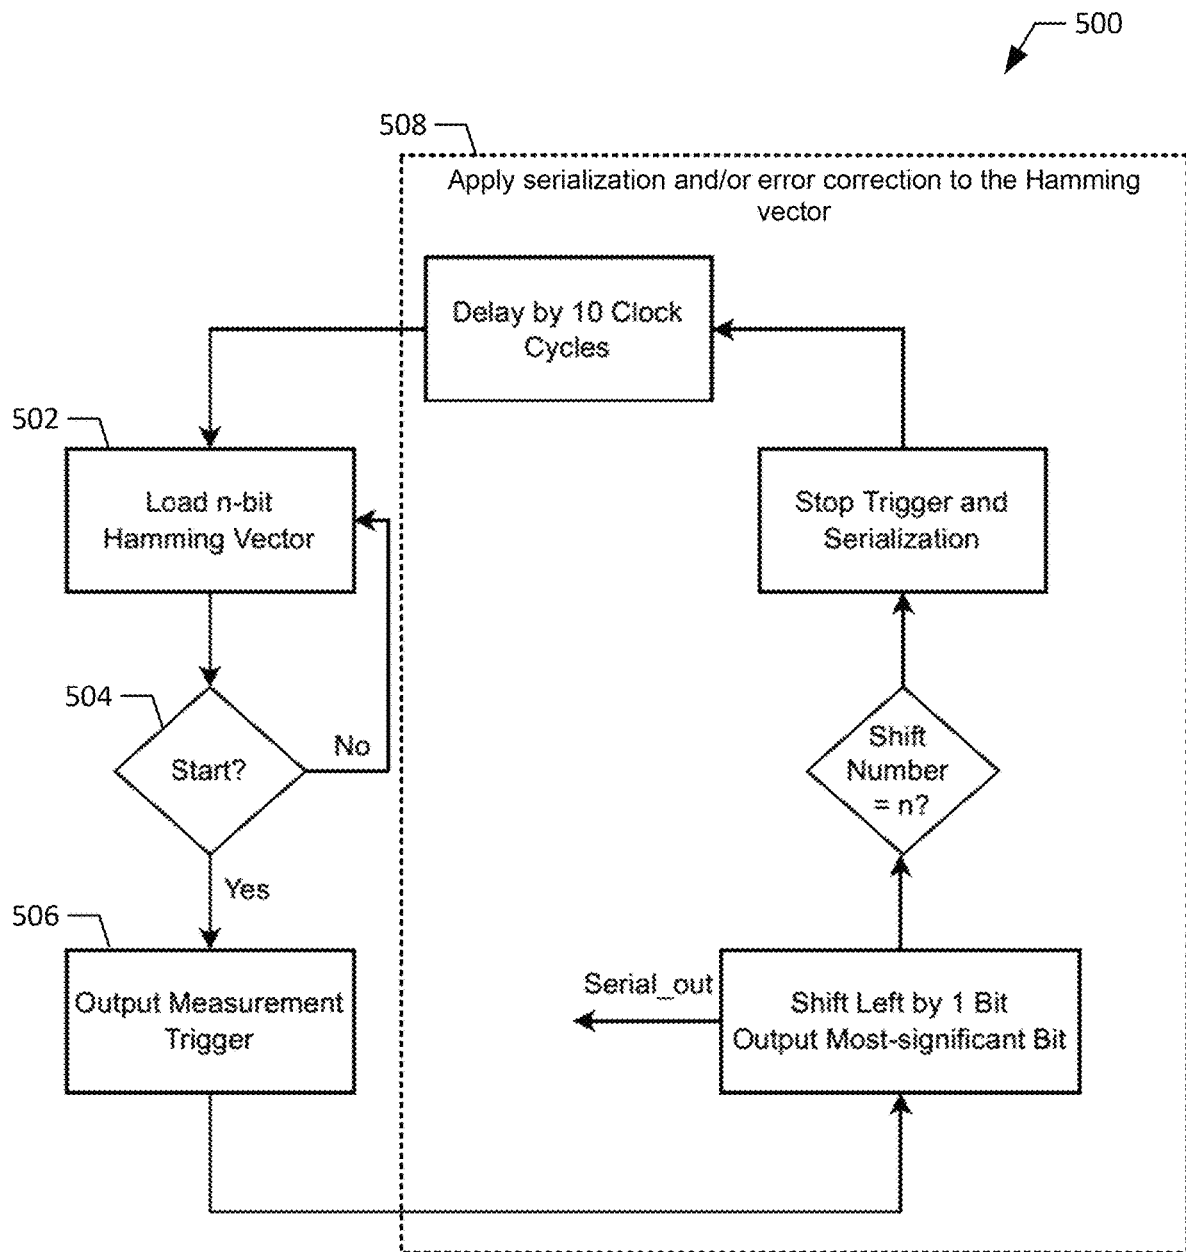 500
508
Apply serialization and/or error correction to the Hamming
vector
Delay by 10 Clock
Cycles
502
Load n-bit
Hamming Vector
Stop Trigger and
Serialization
504
Start?
No
Shift
Number
= n?
Yes
506
Output Measurement
Trigger
Serial_out
Shift Left by 1 Bit
Output Most-significant Bit